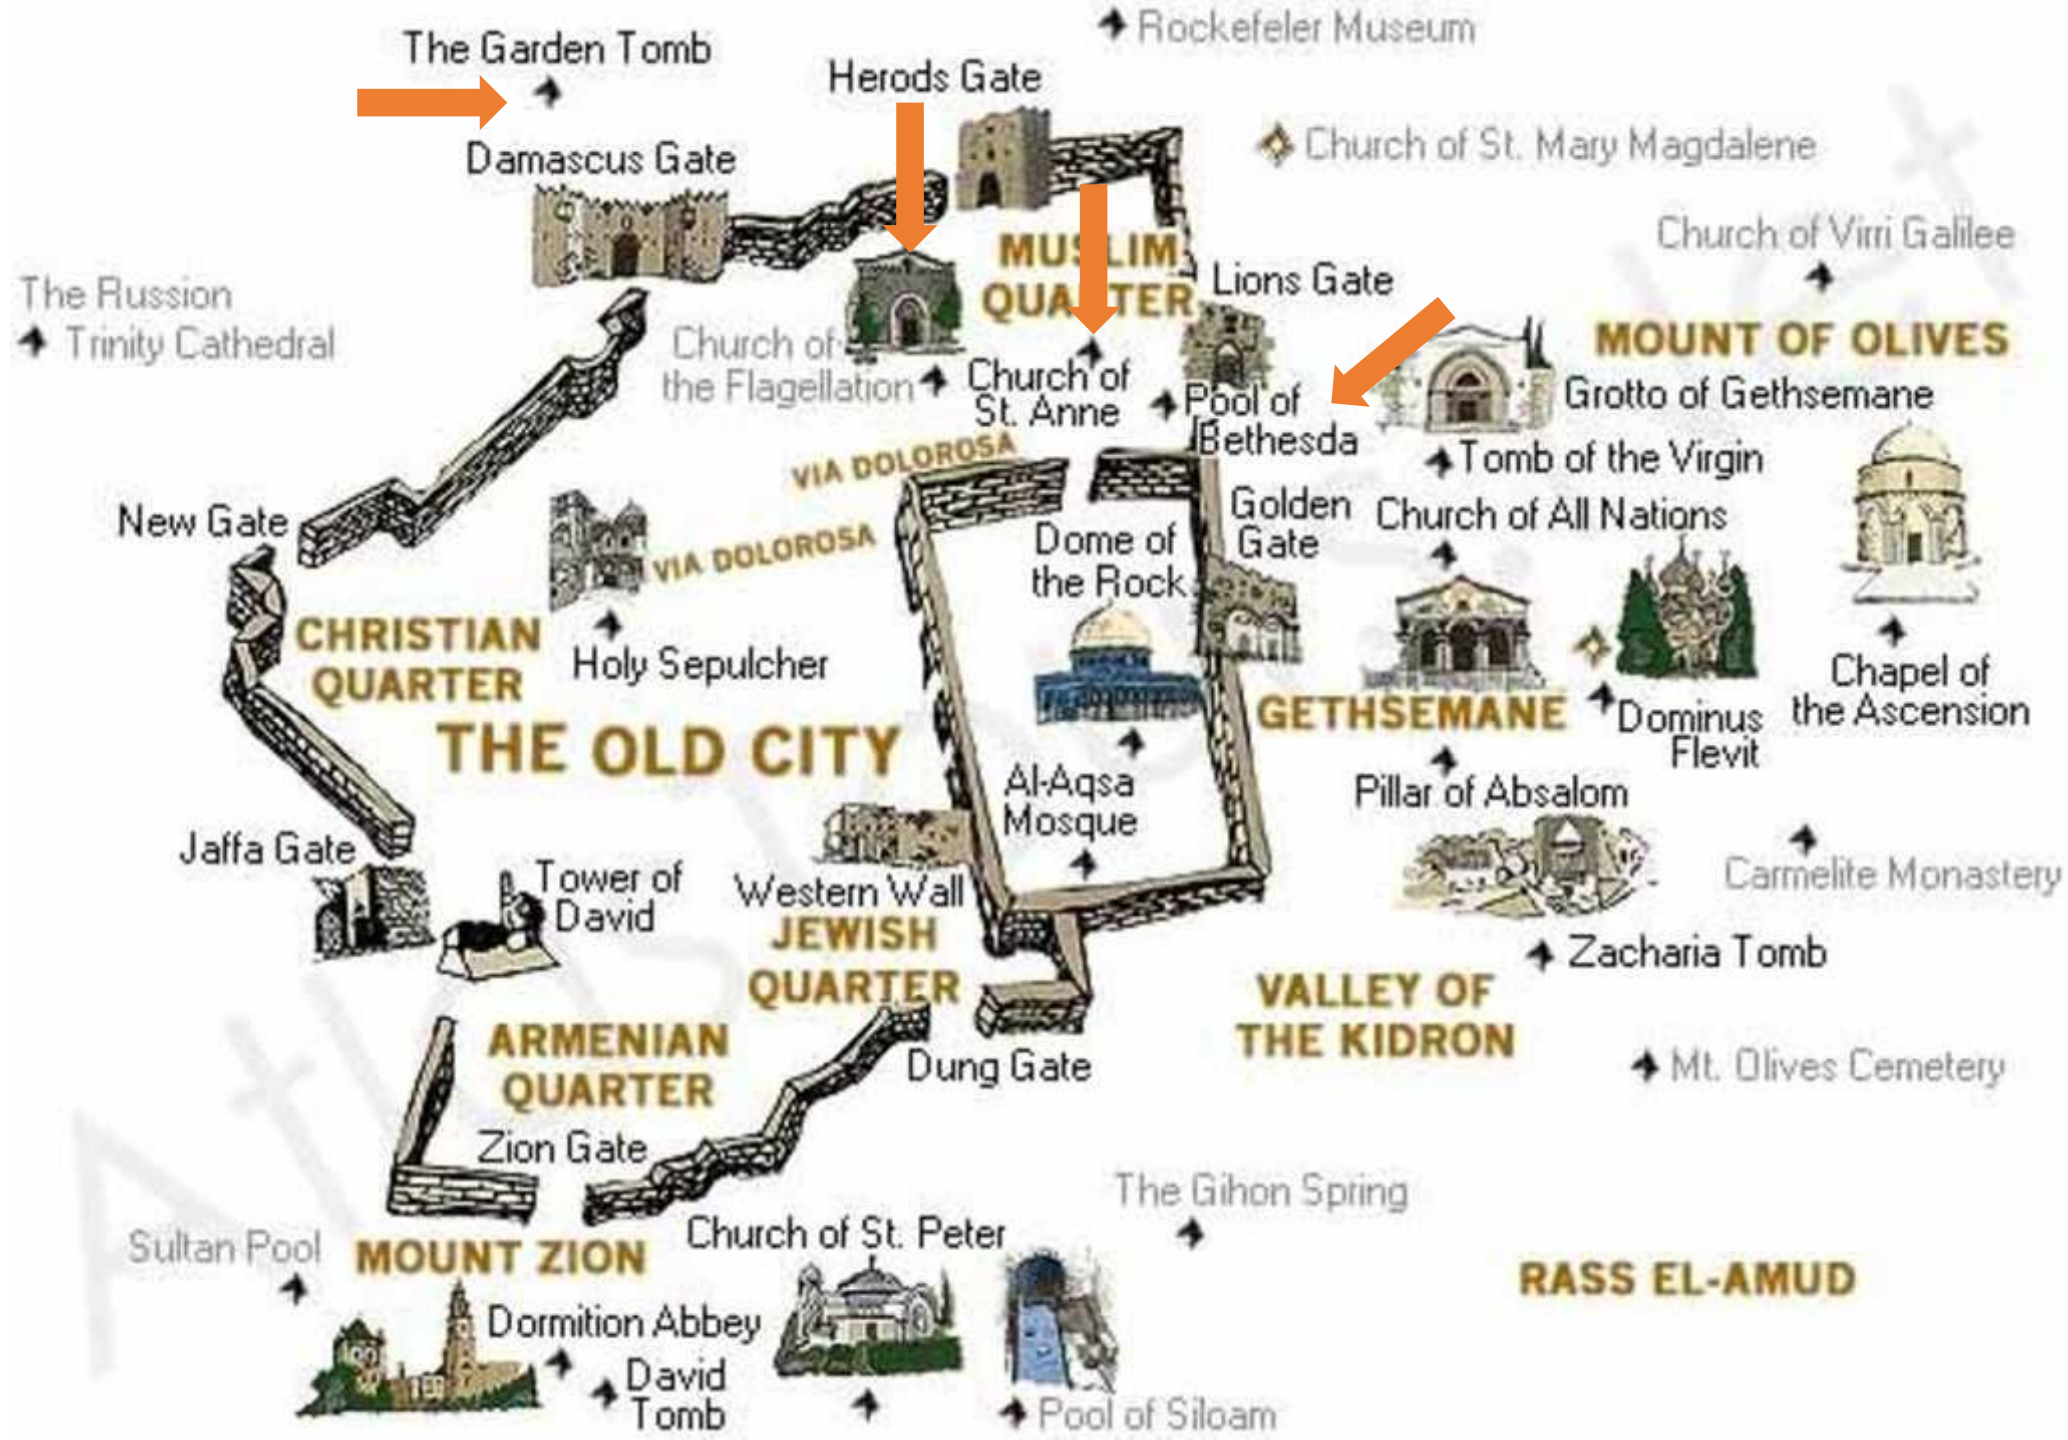 Rockefeler Museum
The Garden Tomb
Herods Gate
Church of St. Mary Magdalene
Damascus Gate
Church of Virri Galilee
MUSLIM
QUARTER
Lions Gate
The Russion
Trinity Cathedral
MOUNT OF OLIVES
Church of
the Flagellation
Church of
St. Anne
Pool of
Bethesda
Grotto of Gethsemane
Tomb of the Virgin
VIA DOLOROSA
New Gate
Golden
Gate
Church of All Nations
VIA DOLOROSA
Dome of
the Rock
CHRISTIAN
QUARTER
Holy Sepulcher
Chapel of
the Ascension
GETHSEMANE
Dominus
Flevit
THE OLD CITY
Al-Aqsa
Mosque
Pillar of Absalom
Jaffa Gate
Tower of
David
Western Wall
Carmelite Monastery
JEWISH
QUARTER
Zacharia Tomb
VALLEY OF
THE KIDRON
ARMENIAN
QUARTER
Dung Gate
Mt. Olives Cemetery
Zion Gate
The Gihon Spring
Sultan Pool
MOUNT ZION
Church of St. Peter
RASS EL-AMUD
Dormition Abbey
David
Tomb
Pool of Siloam